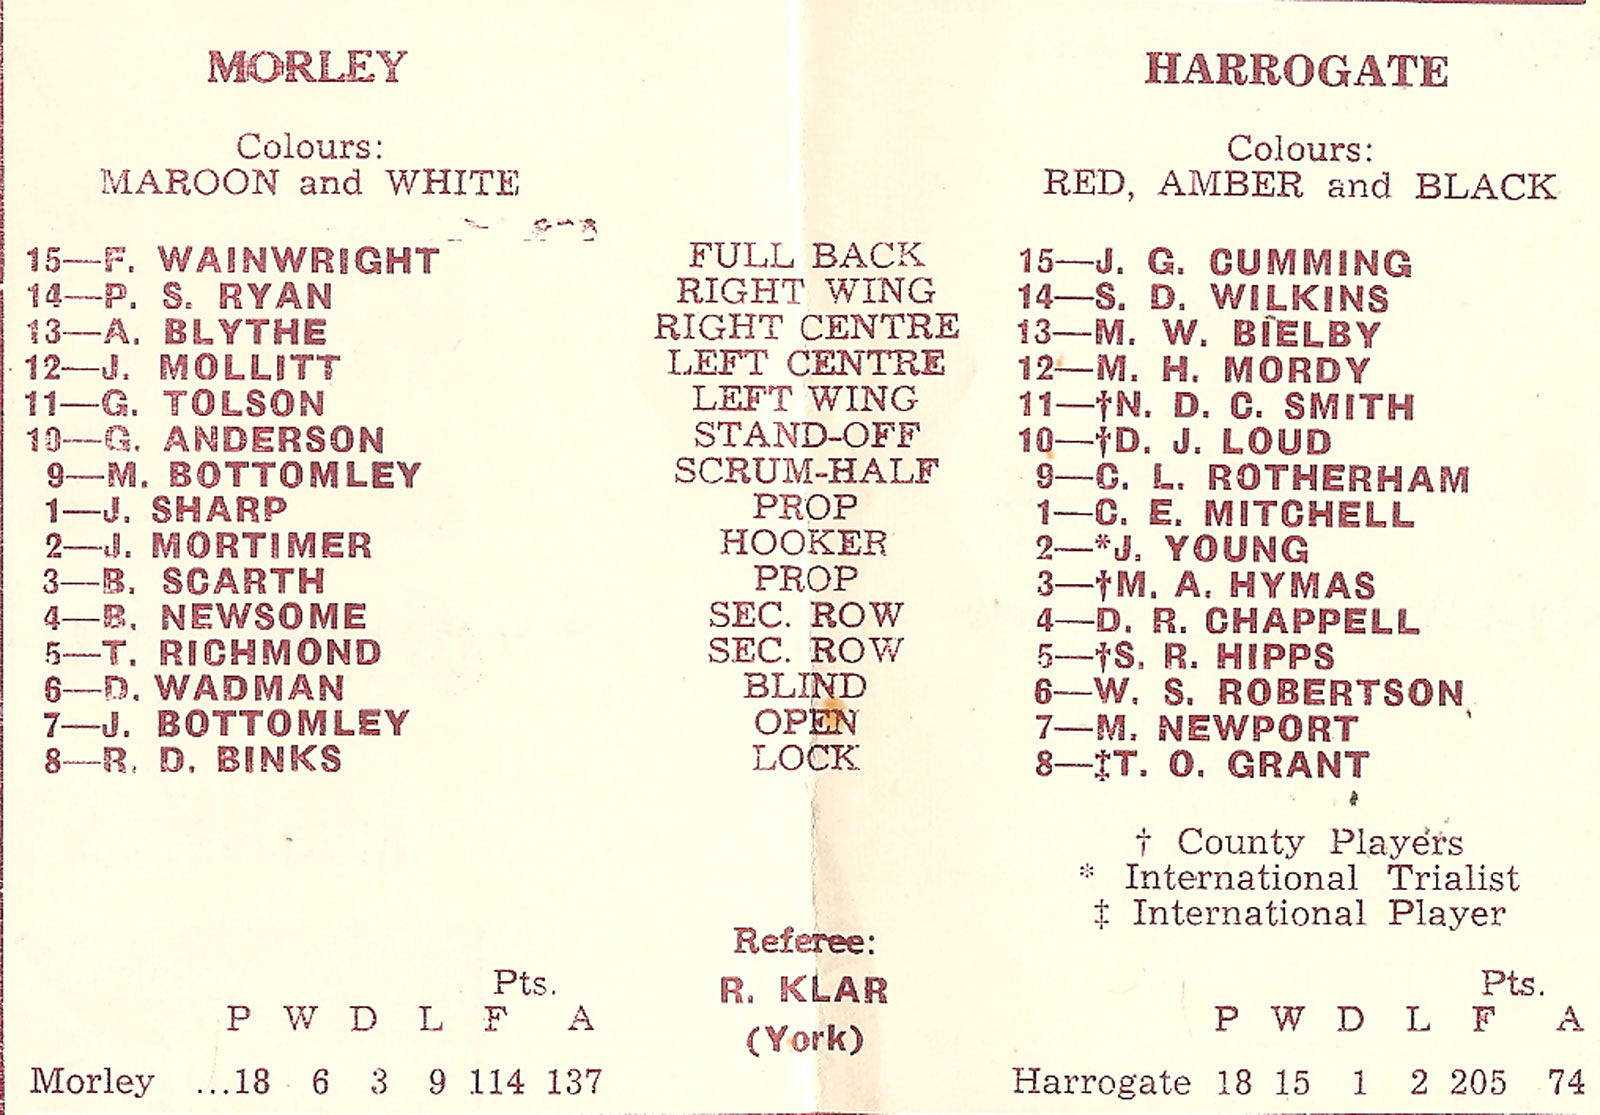 MORLEY
Colours:
MAROON and WHITE
HARROGATE
Colours:
RED, AMBER and BLACK
15—F. WAINWRIGHT FULL BACK 15—J. G. CUMMING
14—P. S. RYAN RIGHT WING 14—S. D. WILKINS
13—A. BLYTHE RIGHT CENTRE 13—M. W. BIELBY
12—J. MOLLITT LEFT CENTRE 12—M. H. MORDY
11—G. TOLSON LEFT WING 11—†N. D. C. SMITH
10—G. ANDERSON STAND-OFF 10—†D. J. LOUD
9—M. BOTTOMLEY SCRUM-HALF 9—C. L. ROTHERHAM
1—J. SHARP PROP 1—C. E. MITCHELL
2—J. MORTIMER HOOKER 2—*J. YOUNG
3—B. SCARTH PROP 3—†M. A. HYMAS
4—B. NEWSOME SEC. ROW 4—D. R. CHAPPELL
5—T. RICHMOND SEC. ROW 5—†S. R. HIPPS
6—D. WADMAN BLIND 6—W. S. ROBERTSON
7—J. BOTTOMLEY OPEN 7—M. NEWPORT
8—R. D. BINKS LOCK 8—‡T. O. GRANT
† County Players
* International Trialist
‡ International Player
Referee:
R. KLAR
(York)
Pts.
P W D L F A
Morley ...18 6 3 9 114 137
Pts.
P W D L F A
Harrogate 18 15 1 2 205 74